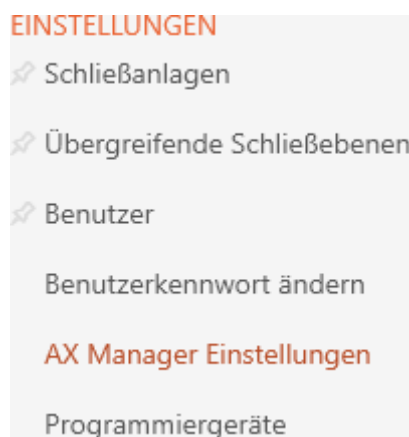 EINSTELLUNGEN
Schließanlagen
Übergreifende Schließebenen
Benutzer
Benutzerkennwort ändern
AX Manager Einstellungen
Programmiergeräte